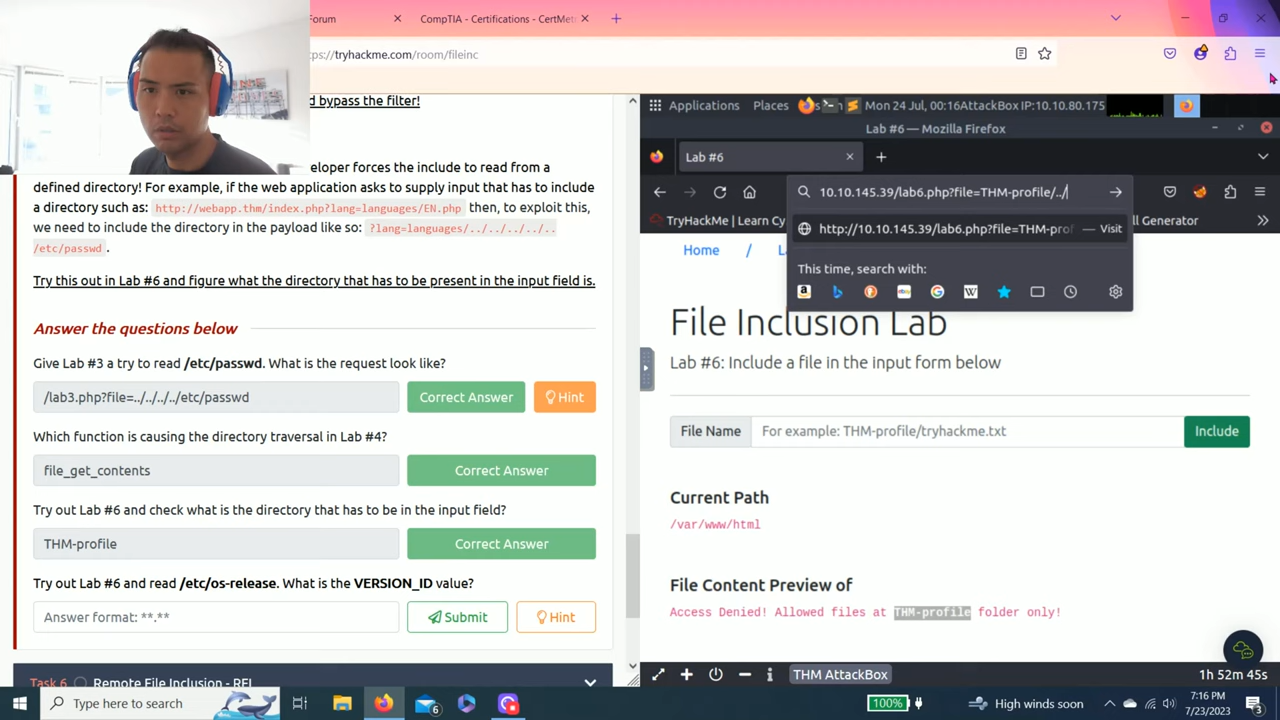 Forum
CompTIA - Certifications - CertMet
ps://tryhackme.com/room/fileinc
d bypass the filter!
eloper forces the include to read from a
defined directory! For example, if the web application asks to supply input that has to include
a directory such as: http://webapp.thm/index.php?lang=languages/EN.php then, to exploit this,
we need to include the directory in the payload like so: ?lang=languages/../../../../..
/etc/passwd .
Try this out in Lab #6 and figure what the directory that has to be present in the input field is.
Answer the questions below
Give Lab #3 a try to read /etc/passwd. What is the request look like?
/lab3.php?file=../../../../etc/passwd
Correct Answer
Hint
Which function is causing the directory traversal in Lab #4?
file_get_contents
Correct Answer
Try out Lab #6 and check what is the directory that has to be in the input field?
THM-profile
Correct Answer
Try out Lab #6 and read /etc/os-release. What is the VERSION_ID value?
Answer format: **.**
Submit
Hint
Task 6 Remote File Inclusion - RFI
Applications Places Mon 24 Jul, 00:16 AttackBox IP:10.10.80.175
Lab #6 — Mozilla Firefox
Lab #6
10.10.145.39/lab6.php?file=THM-profile/../
TryHackMe | Learn Cy
l Generator
http://10.10.145.39/lab6.php?file=THM-prof — Visit
This time, search with:
Home /
File Inclusion Lab
Lab #6: Include a file in the input form below
File Name For example: THM-profile/tryhackme.txt Include
Current Path
/var/www/html
File Content Preview of
Access Denied! Allowed files at THM-profile folder only!
THM AttackBox
1h 52m 45s
Type here to search
6
100%
High winds soon
7:16 PM
7/23/2023
3